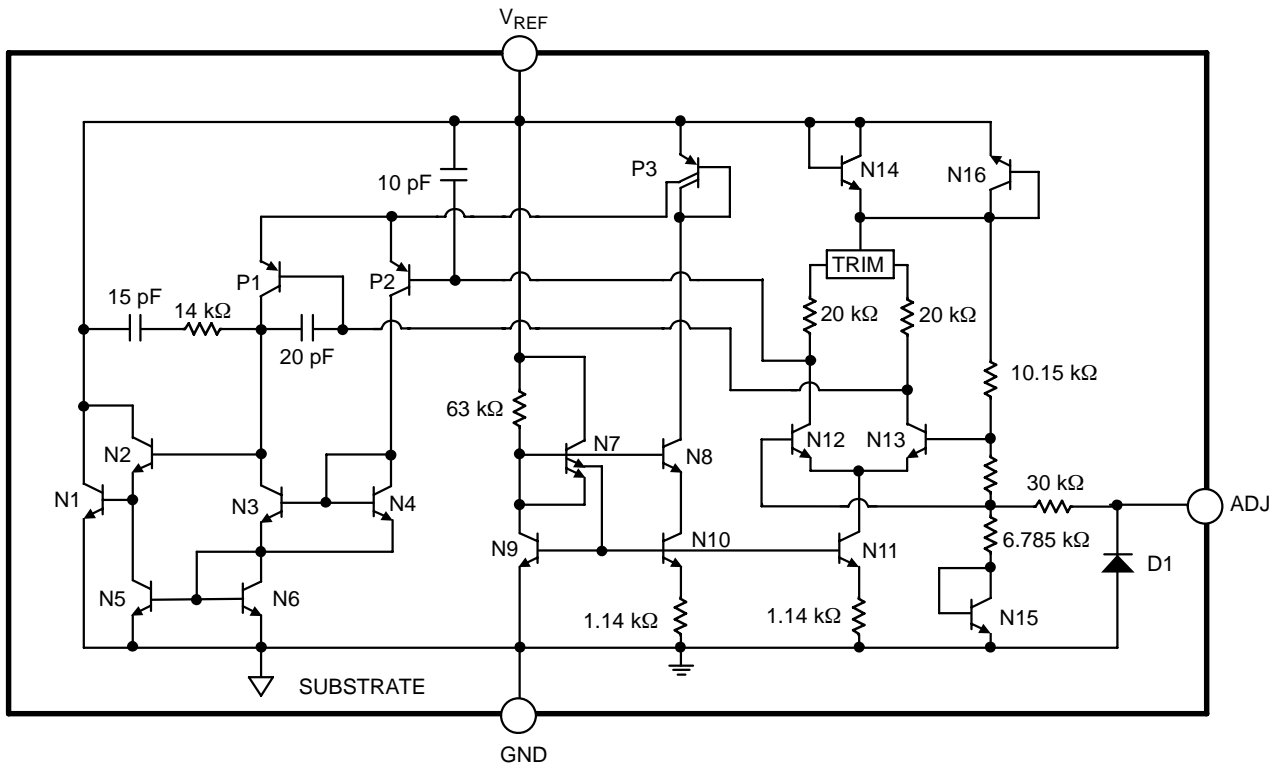 VREF
P3
N14
N16
10 pF
TRIM
P1
P2
15 pF
14 kΩ
20 kΩ
20 kΩ
20 pF
10.15 kΩ
63 kΩ
N7
N12
N13
N2
N8
30 kΩ
N1
N3
N4
ADJ
6.785 kΩ
N9
N10
N11
D1
N5
N6
N15
1.14 kΩ
1.14 kΩ
SUBSTRATE
GND